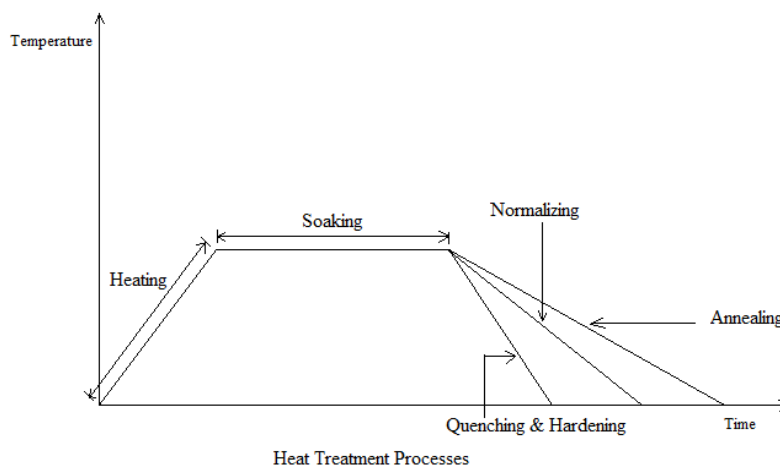 Temperature
Soaking
Normalizing
Heating
Annealing
Quenching & Hardening
Time
Heat Treatment Processes